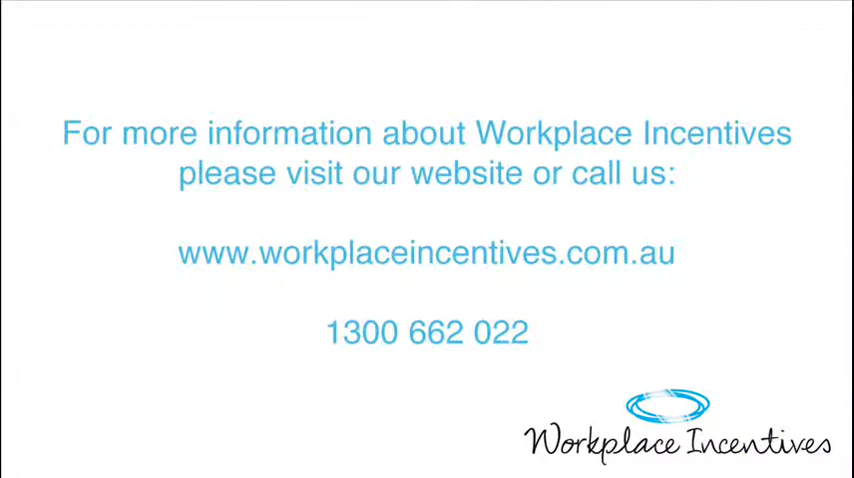 For more information about Workplace Incentives
please visit our website or call us:
www.workplaceincentives.com.au
1300 662 022
Workplace Incentives